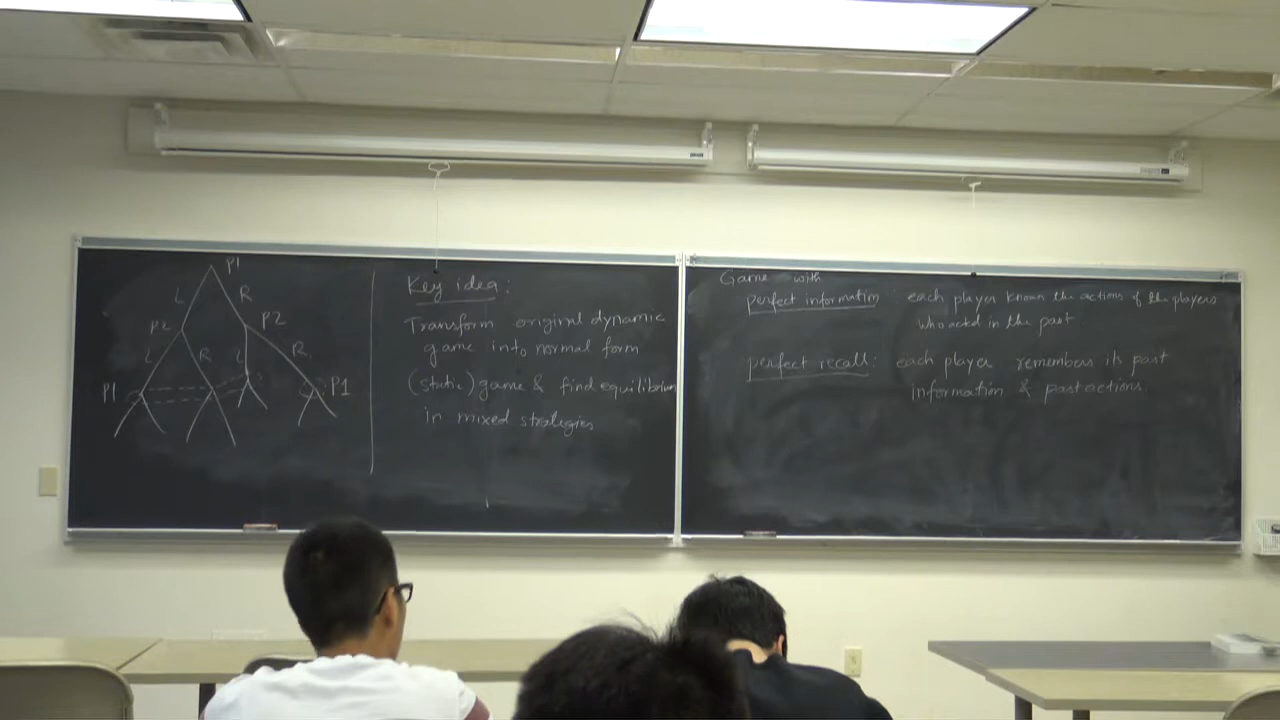 P1
L
R
P2
P2
L
R
L
R.
P1
P1
Key idea:
Transform original dynamic
game into normal form
(static) game & find equilibrium
in mixed strategies
Game with
perfect information each player known the actions of the players
who acted in the past
perfect recall: each player remembers its past
information & past actions.